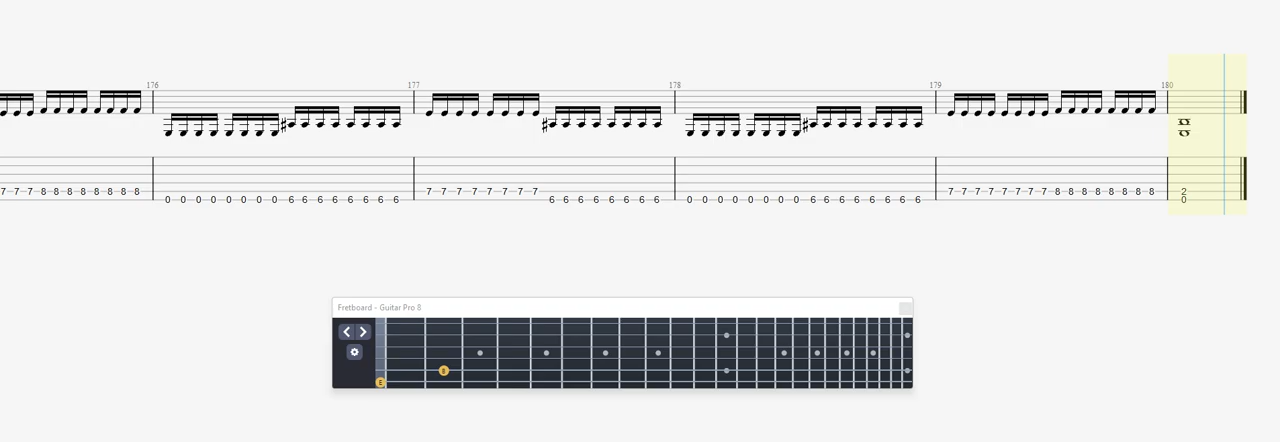 176 177 178 179 180
7 7 7 8 8 8 8 8 8 8 8 7 7 7 7 7 7 7 7 7 7 7 7 7 7 7 7 8 8 8 8 8 8 8 8 2
0 0 0 0 0 0 0 0 6 6 6 6 6 6 6 6 6 6 6 6 6 6 6 6 0 0 0 0 0 0 0 0 6 6 6 6 6 6 6 6 0
Fretboard - Guitar Pro 8
E